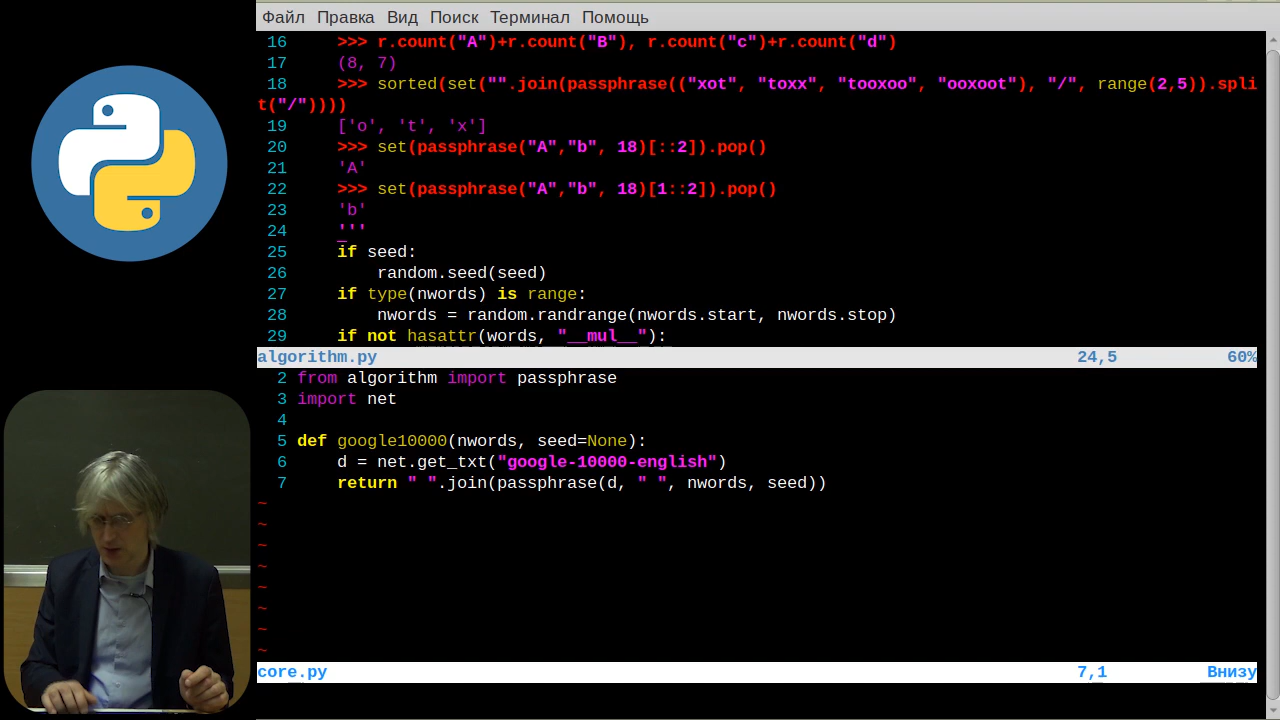 Файл Правка Вид Поиск Терминал Помощь
16     >>> r.count("A")+r.count("B"), r.count("c")+r.count("d")
17     (8, 7)
18     >>> sorted(set("".join(passphrase(("xot", "toxx", "tooxoo", "ooxoot"), "/", range(2,5)).spli
t("/"))))
19     ['o', 't', 'x']
20     >>> set(passphrase("A","b", 18)[::2]).pop()
21     'A'
22     >>> set(passphrase("A","b", 18)[1::2]).pop()
23     'b'
24     '''
25     if seed:
26         random.seed(seed)
27     if type(nwords) is range:
28         nwords = random.randrange(nwords.start, nwords.stop)
29     if not hasattr(words, "__mul__"):
algorithm.py 24,5 60%
2 from algorithm import passphrase
3 import net
4
5 def google10000(nwords, seed=None):
6     d = net.get_txt("google-10000-english")
7     return " ".join(passphrase(d, " ", nwords, seed))
~
~
~
~
~
~
~
~
core.py 7,1 Внизу